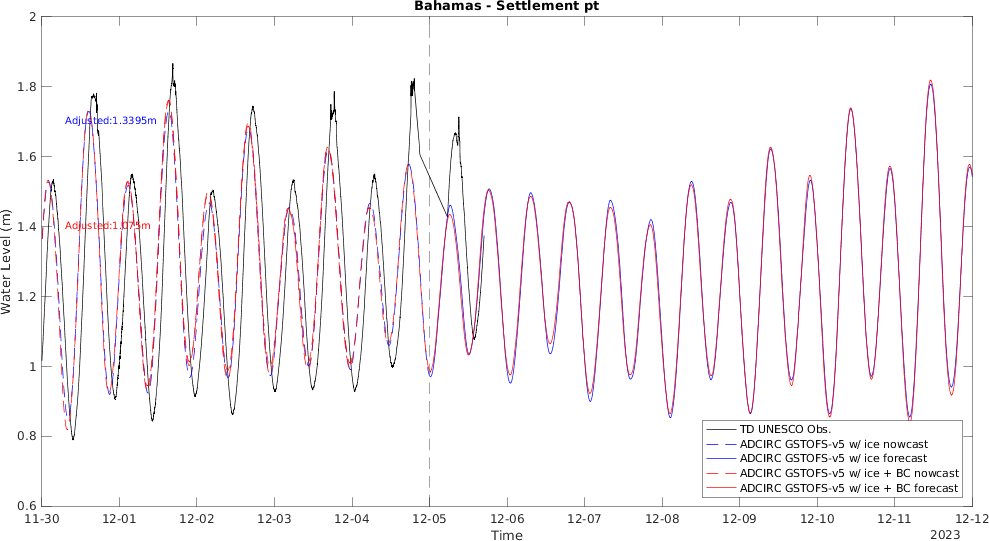 Bahamas - Settlement pt
2
1.8
1.6
1.4
1.2
1
0.8
0.6
Water Level (m)
Adjusted:1.3395m
Adjusted:1.075m
TD UNESCO Obs.
ADCIRC GSTOFS-v5 w/ ice nowcast
ADCIRC GSTOFS-v5 w/ ice forecast
ADCIRC GSTOFS-v5 w/ ice + BC nowcast
ADCIRC GSTOFS-v5 w/ ice + BC forecast
11-30 12-01 12-02 12-03 12-04 12-05 12-06 12-07 12-08 12-09 12-10 12-11 12-12
Time
2023